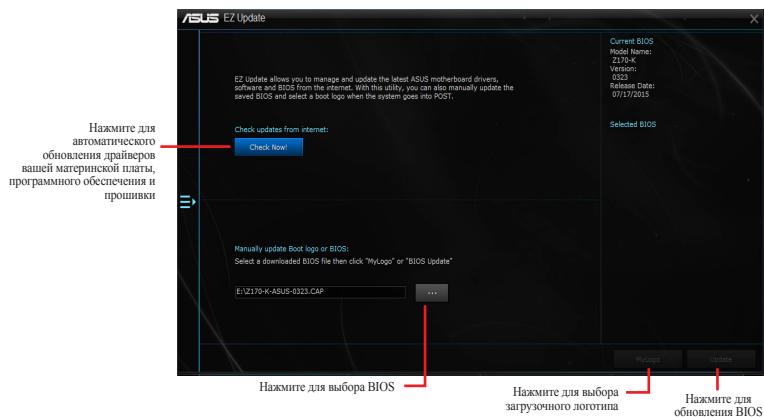 ASUS EZ Update
EZ Update allows you to manage and update the latest ASUS motherboard drivers,
software and BIOS from the internet. With this utility, you can also manually update the
saved BIOS and select a boot logo when the system goes into POST.
Check updates from internet:
Check Now!
Manually update Boot logo or BIOS:
Select a downloaded BIOS file then click "MyLogo" or "BIOS Update"
E:\Z170-K-ASUS-0323.CAP
...
Current BIOS
Model Name:
Z170-K
Version:
0323
Release Date:
07/17/2015
Selected BIOS
MyLogo
Update
Нажмите для
автоматического
обновления драйверов
вашей материнской платы,
программного обеспечения и
прошивки
Нажмите для выбора BIOS
Нажмите для выбора
загрузочного логотипа
Нажмите для
обновления BIOS